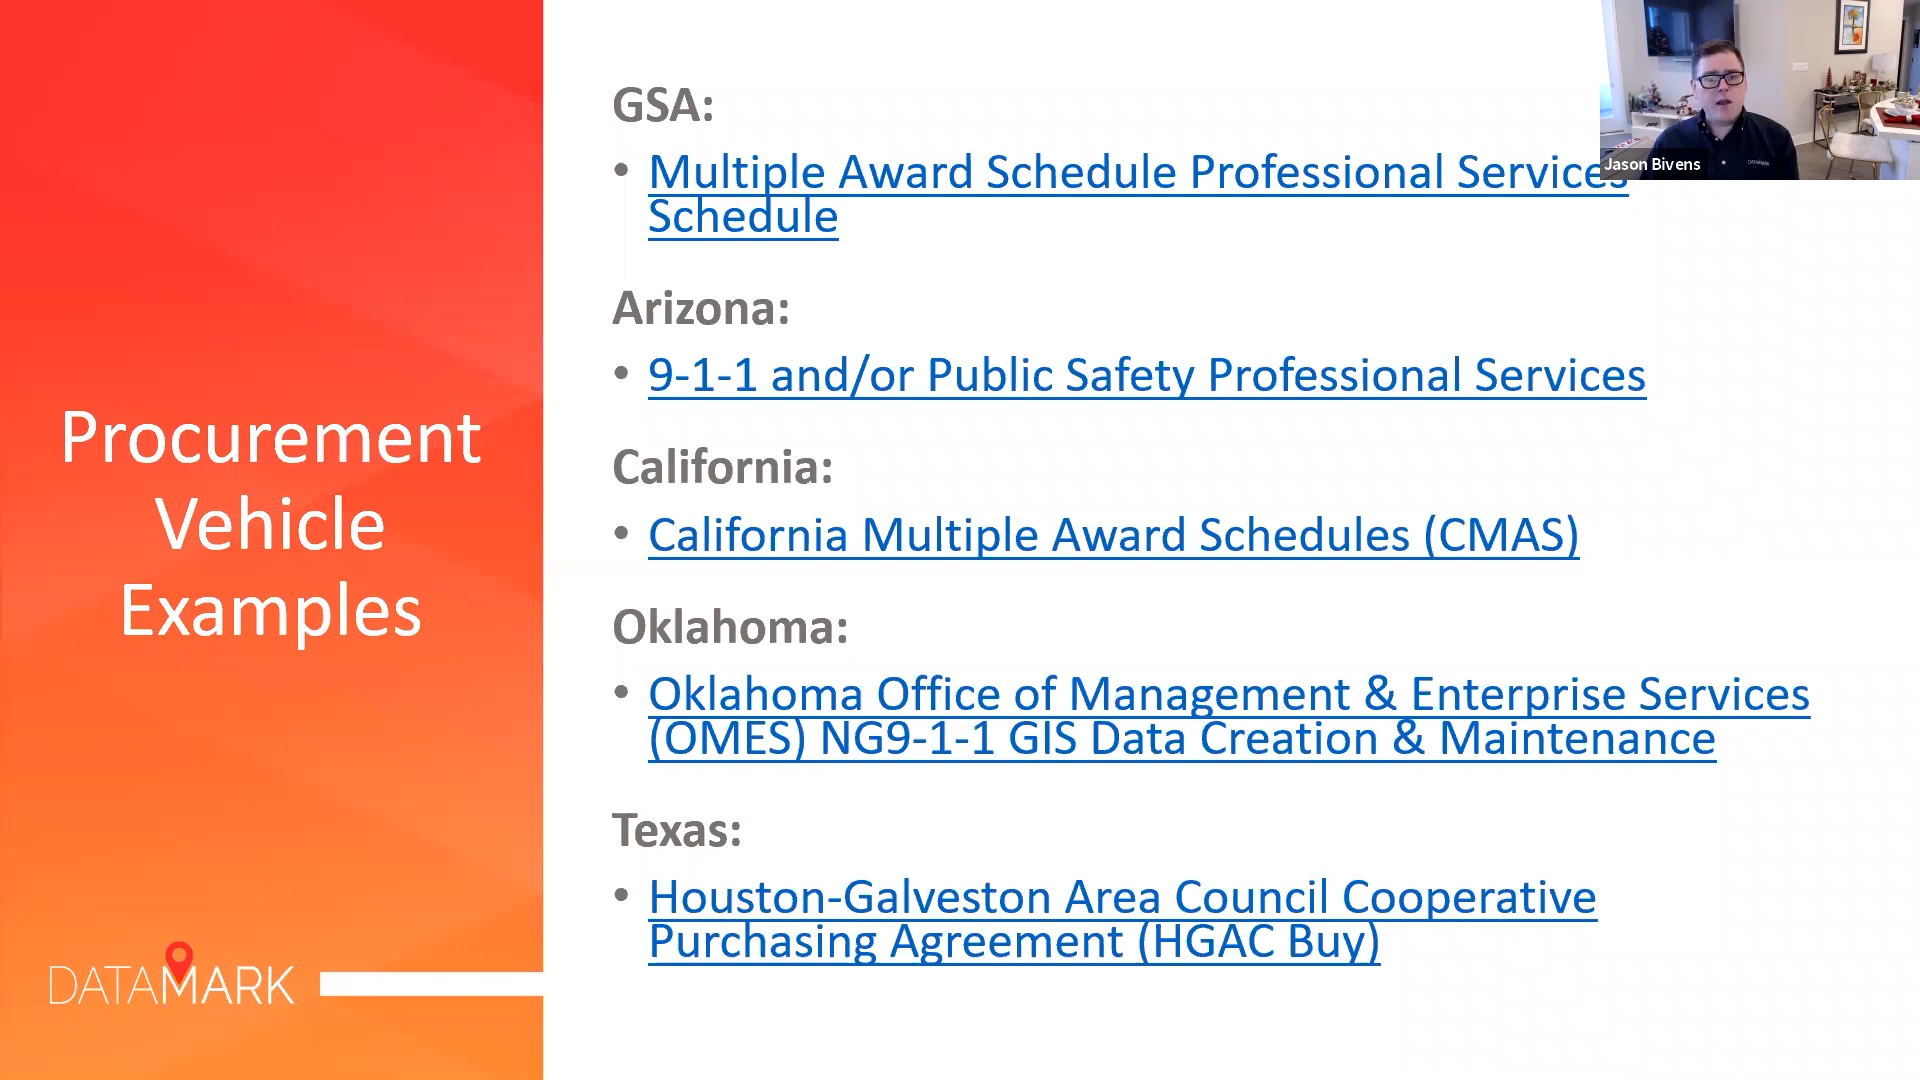 Procurement
Vehicle
Examples
DATAMARK
GSA:
• Multiple Award Schedule Professional Services
Schedule
Arizona:
• 9-1-1 and/or Public Safety Professional Services
California:
• California Multiple Award Schedules (CMAS)
Oklahoma:
• Oklahoma Office of Management & Enterprise Services
(OMES) NG9-1-1 GIS Data Creation & Maintenance
Texas:
• Houston-Galveston Area Council Cooperative
Purchasing Agreement (HGAC Buy)
Jason Bivens